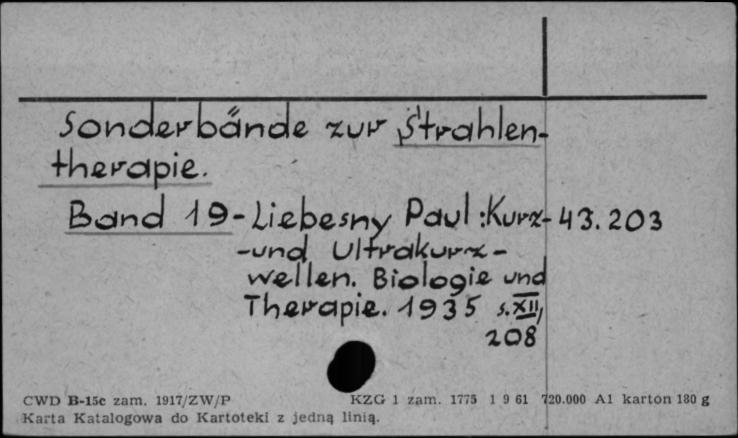 Sonderbände zur Strahlen-
therapie.
Band 19-Liebesny Paul:Kurz- 43.203
-und Ultrakurz-
wellen. Biologie und
Therapie. 1935 s.XII,
208
CWD B-15c zam. 1917/ZW/P KZG 1 zam. 1775 1 9 61 720.000 A1 karton 180 g
Karta Katalogowa do Kartoteki z jedną linią.